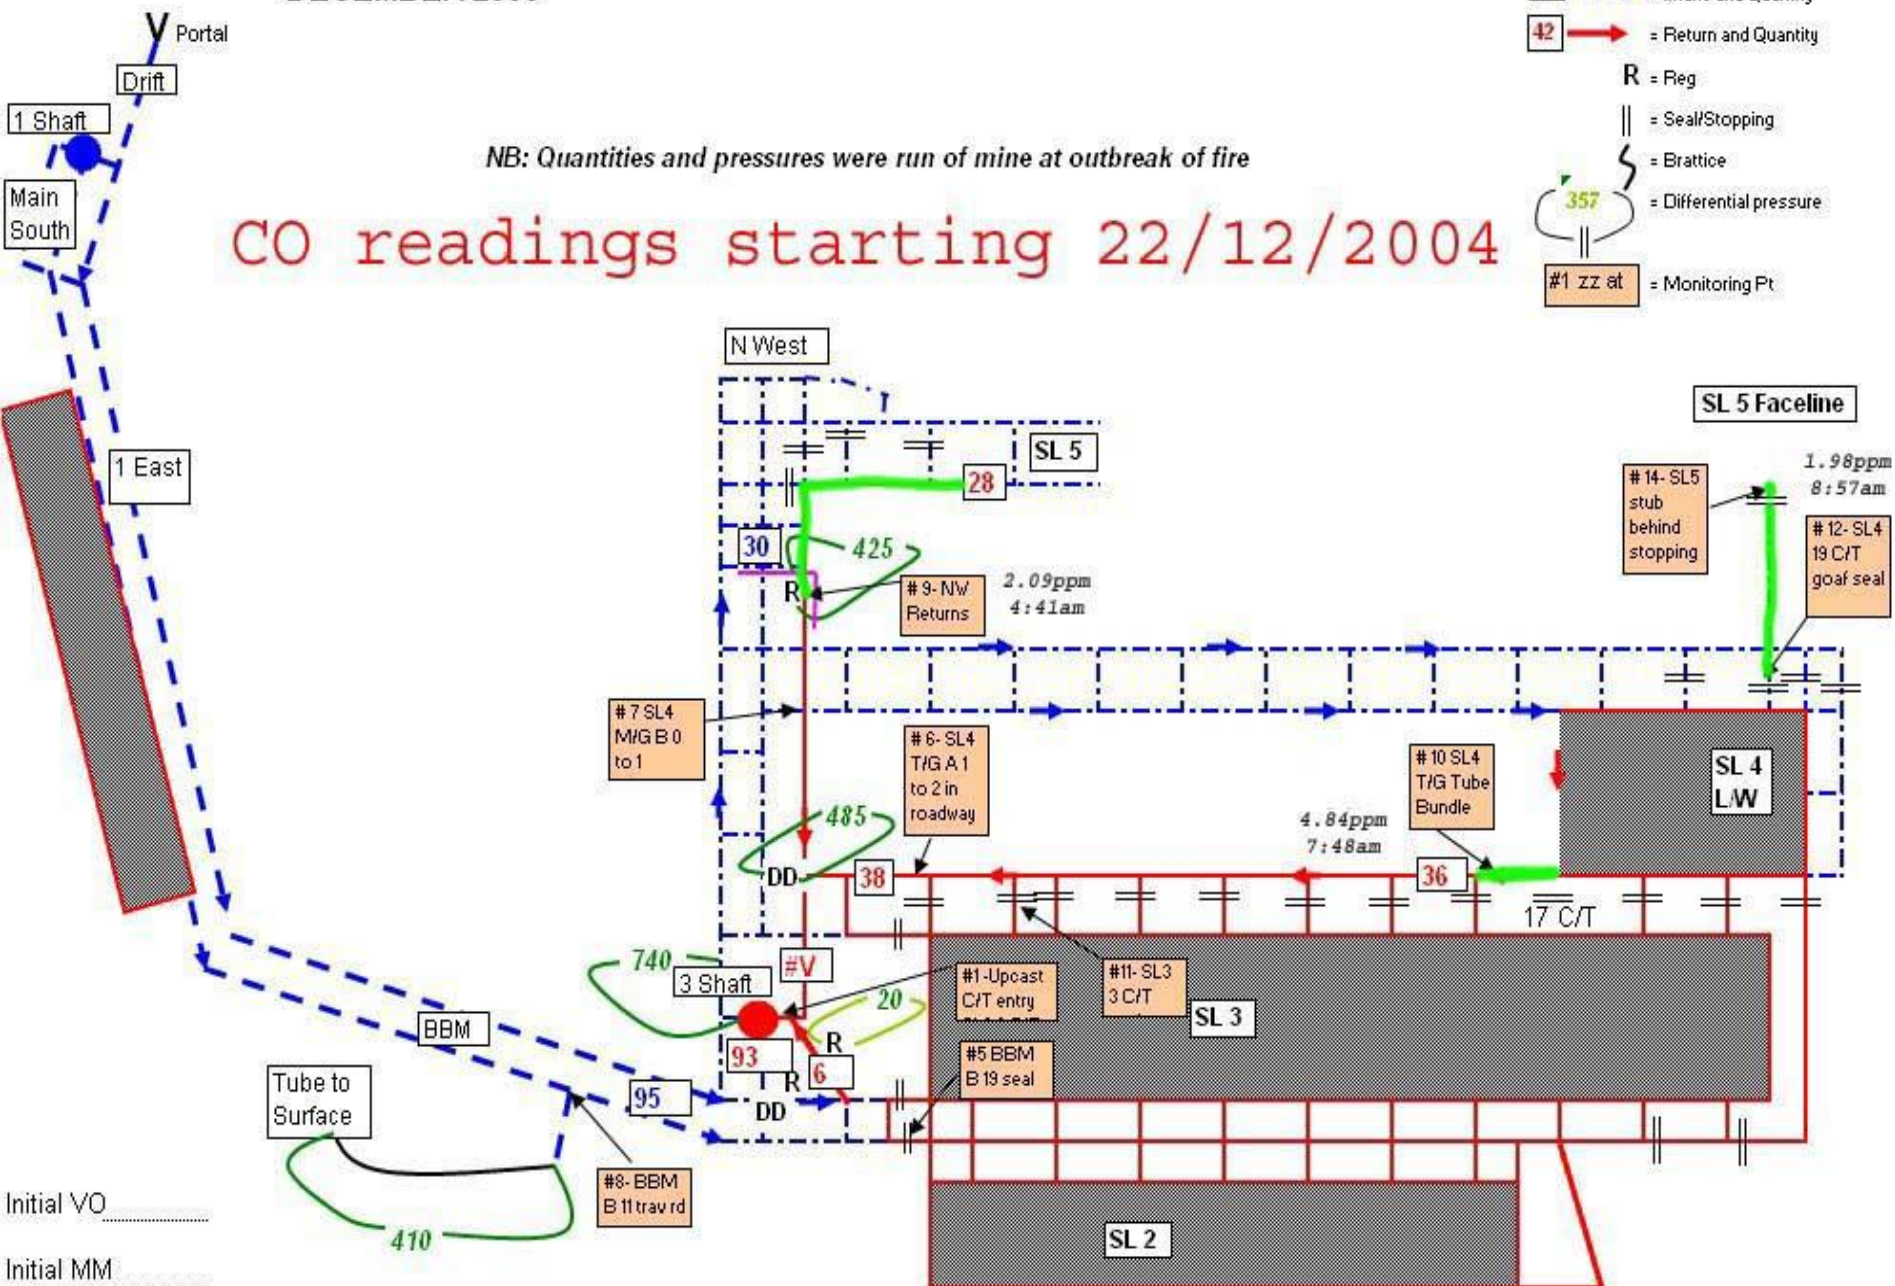 V Portal
Drift
1 Shaft
Main
South
42 = Return and Quantity
R = Reg
= Seal/Stopping
= Brattice
357 = Differential pressure
#1 zz at = Monitoring Pt
NB: Quantities and pressures were run of mine at outbreak of fire
CO readings starting 22/12/2004
N West
SL 5 Faceline
1 East
SL 5
28
# 14- SL5
stub
behind
stopping
1.98ppm
8:57am
# 12- SL4
19 C/T
goaf seal
30
425
R
# 9- NW
Returns
2.09ppm
4:41am
# 7 SL4
M/G B 0
to 1
# 6- SL4
T/G A 1
to 2 in
roadway
# 10 SL4
T/G Tube
Bundle
SL 4
L/W
485
4.84ppm
7:48am
DD
38
36
17 C/T
740
3 Shaft
#V
20
#1-Upcast
C/T entry
#11- SL3
3 C/T
SL 3
BBM
93
R
R
6
#5 BBM
B 19 seal
Tube to
Surface
95
DD
#8- BBM
B 11 trav rd
410
SL 2
Initial VO
Initial MM